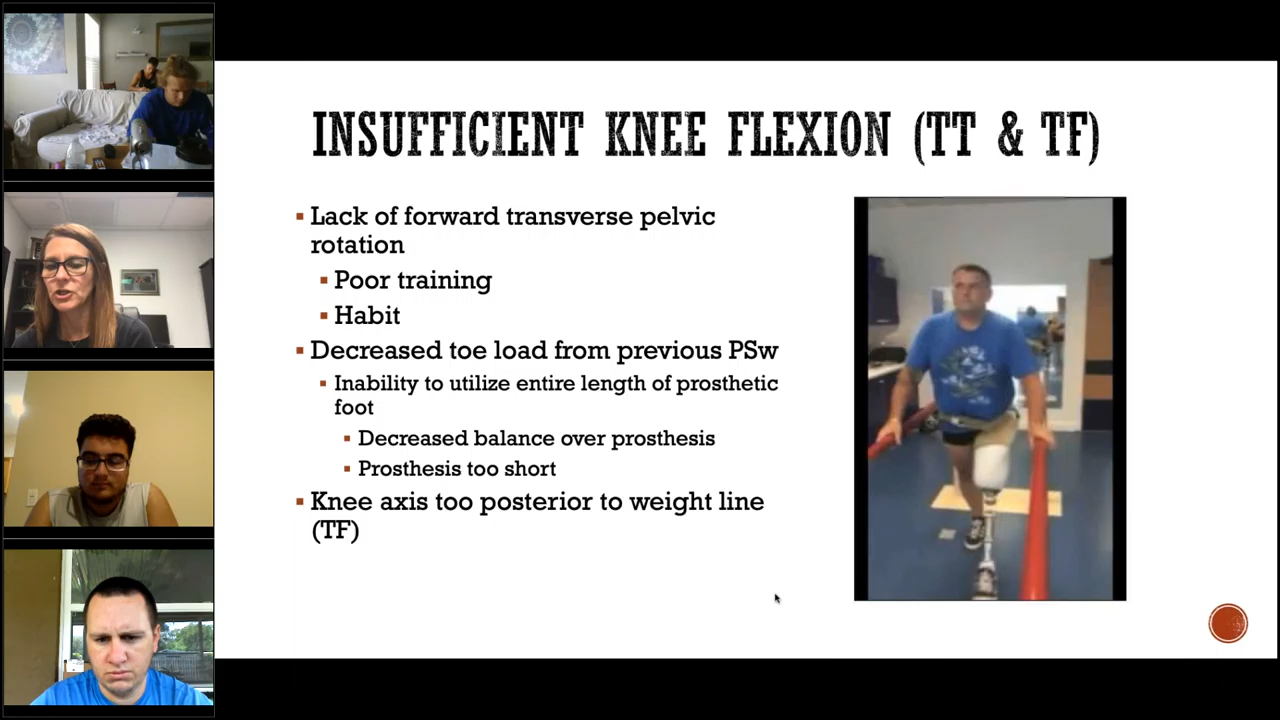 INSUFFICIENT KNEE FLEXION (TT & TF)
Lack of forward transverse pelvic
rotation
Poor training
Habit
Decreased toe load from previous PSw
Inability to utilize entire length of prosthetic
foot
Decreased balance over prosthesis
Prosthesis too short
Knee axis too posterior to weight line
(TF)